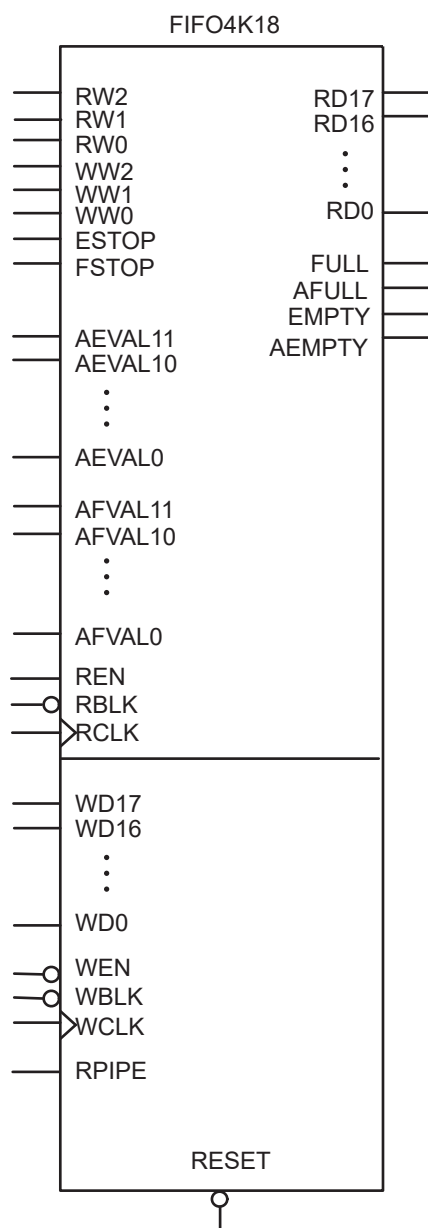 FIFO4K18
RW2
RW1
RW0
WW2
WW1
WW0
ESTOP
FSTOP
AEVAL11
AEVAL10
AEVAL0
AFVAL11
AFVAL10
AFVAL0
REN
RBLK
RCLK
RD17
RD16
RD0
FULL
AFULL
EMPTY
AEMPTY
WD17
WD16
WD0
WEN
WBLK
WCLK
RPIPE
RESET